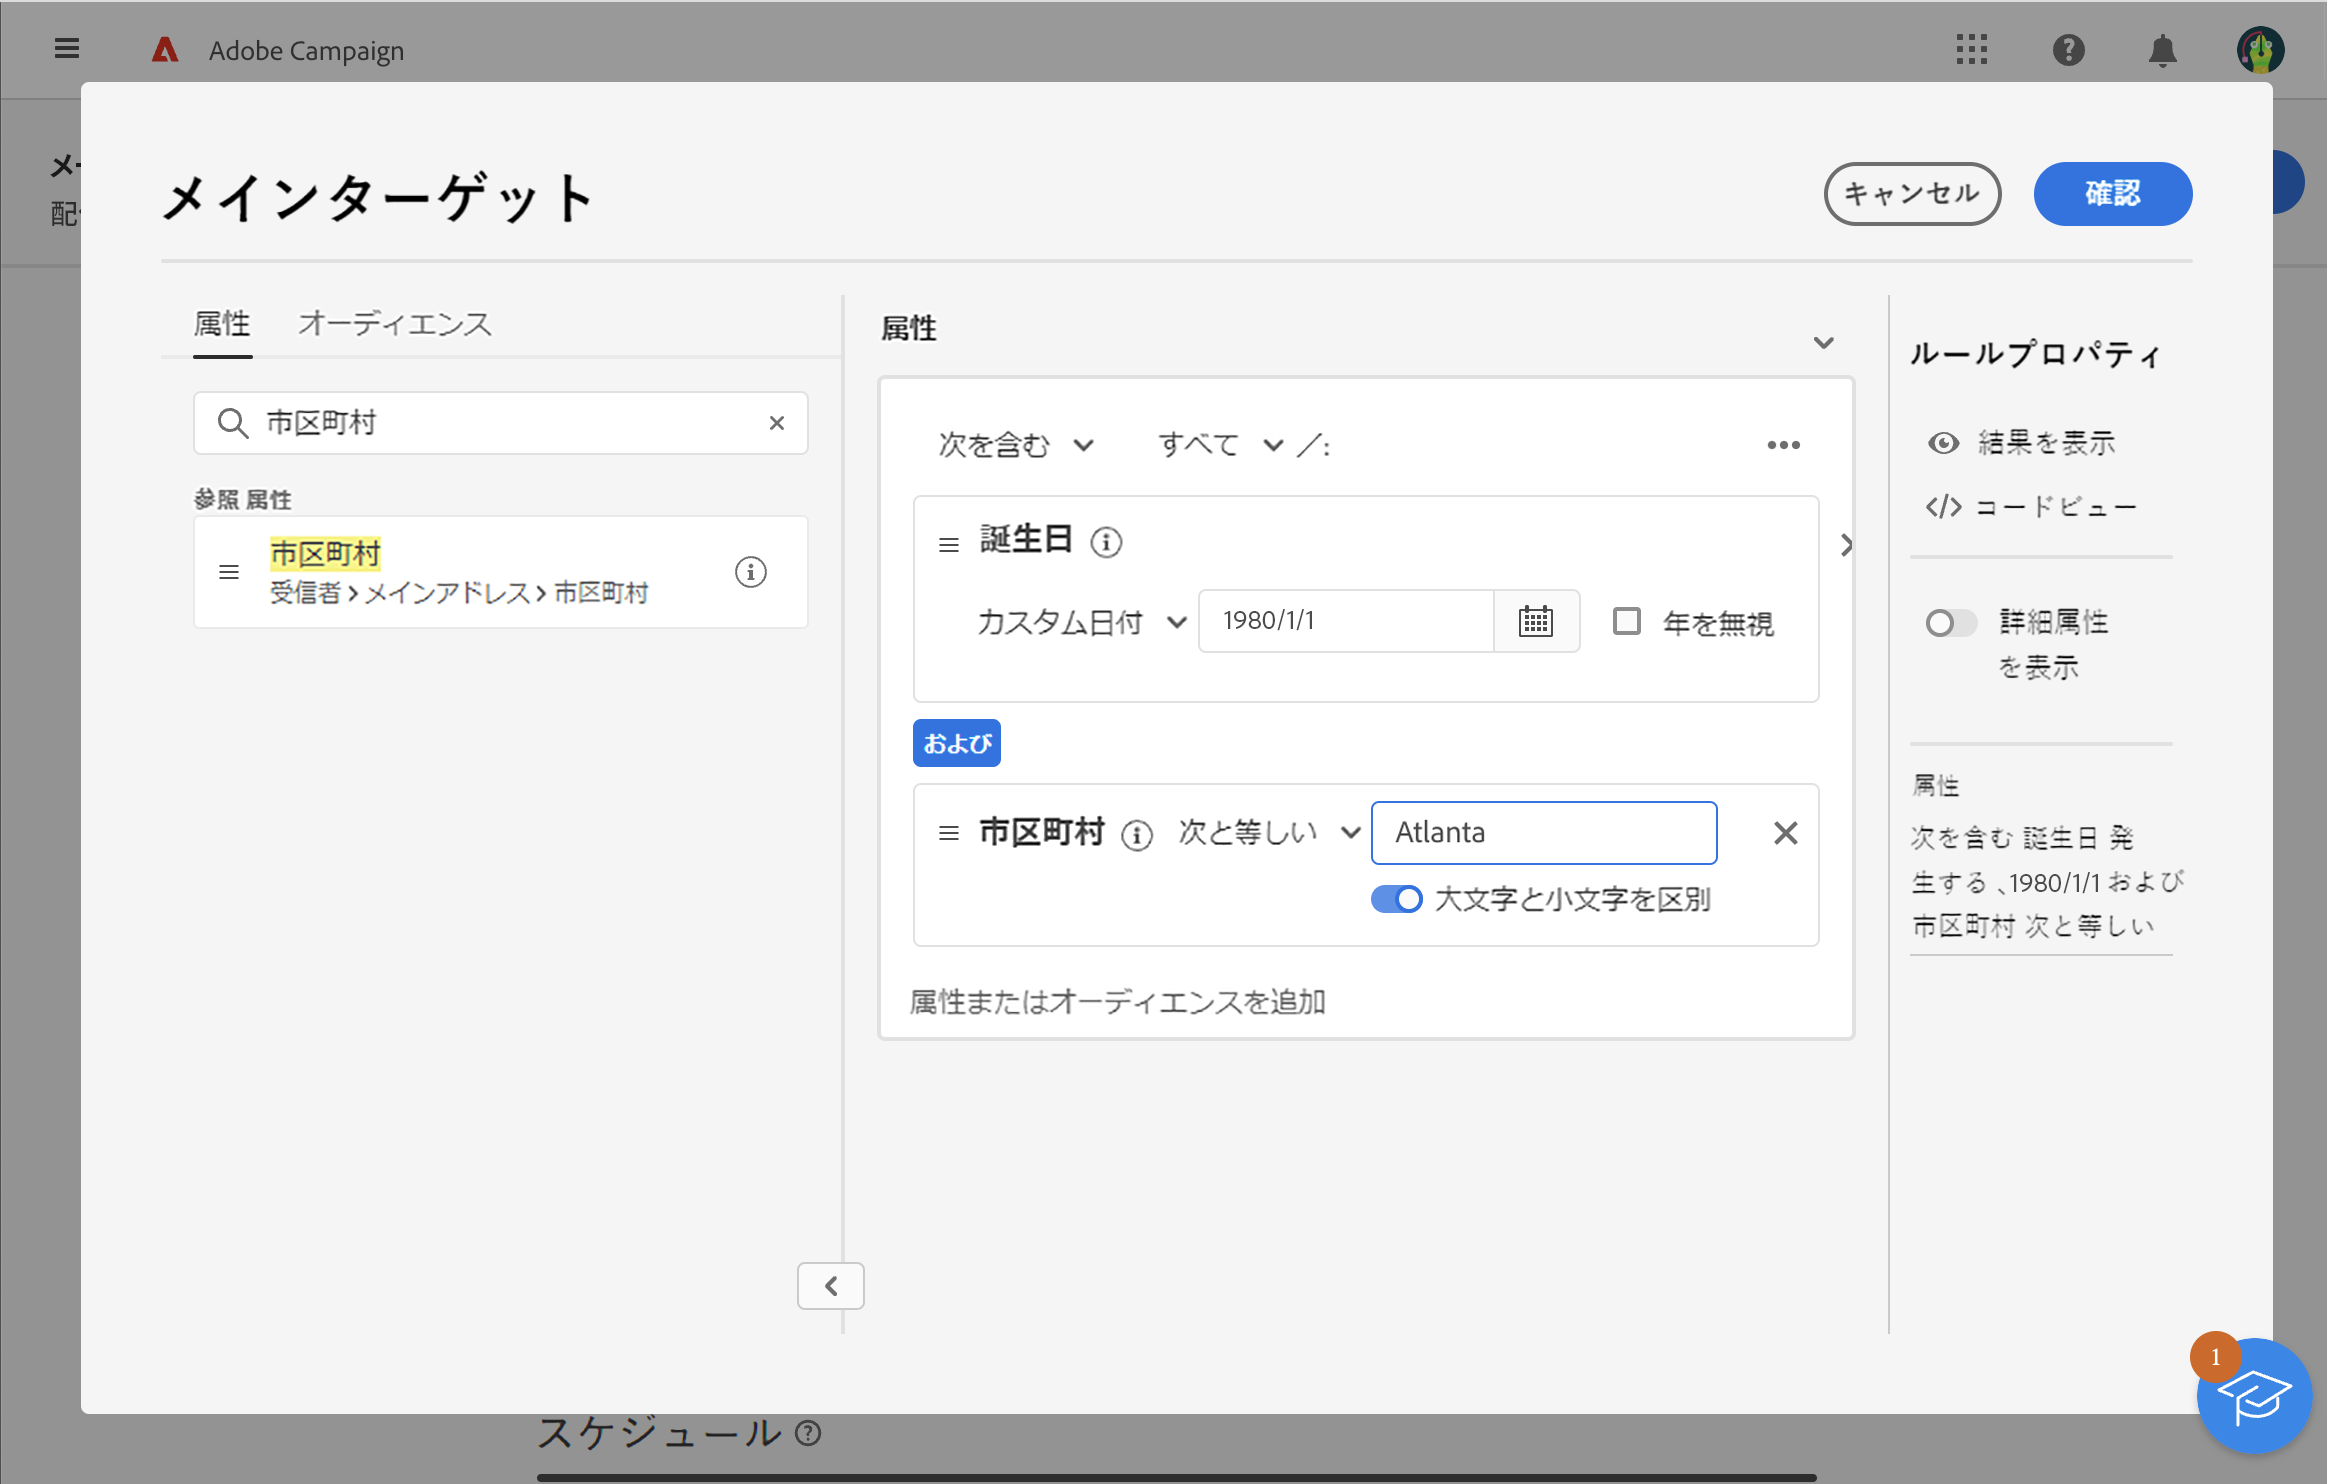 Adobe Campaign
メー
配
メインターゲット
キャンセル
確認
属性
オーディエンス
市区町村
参照 属性
市区町村
受信者 > メインアドレス > 市区町村
属性
次を含む
すべて
／:
誕生日
カスタム日付
1980/1/1
年を無視
および
市区町村
次と等しい
Atlanta
大文字と小文字を区別
属性またはオーディエンスを追加
ルールプロパティ
結果を表示
コードビュー
詳細属性
を表示
属性
次を含む 誕生日 発
生する 、1980/1/1 および
市区町村 次と等しい
1
スケジュール